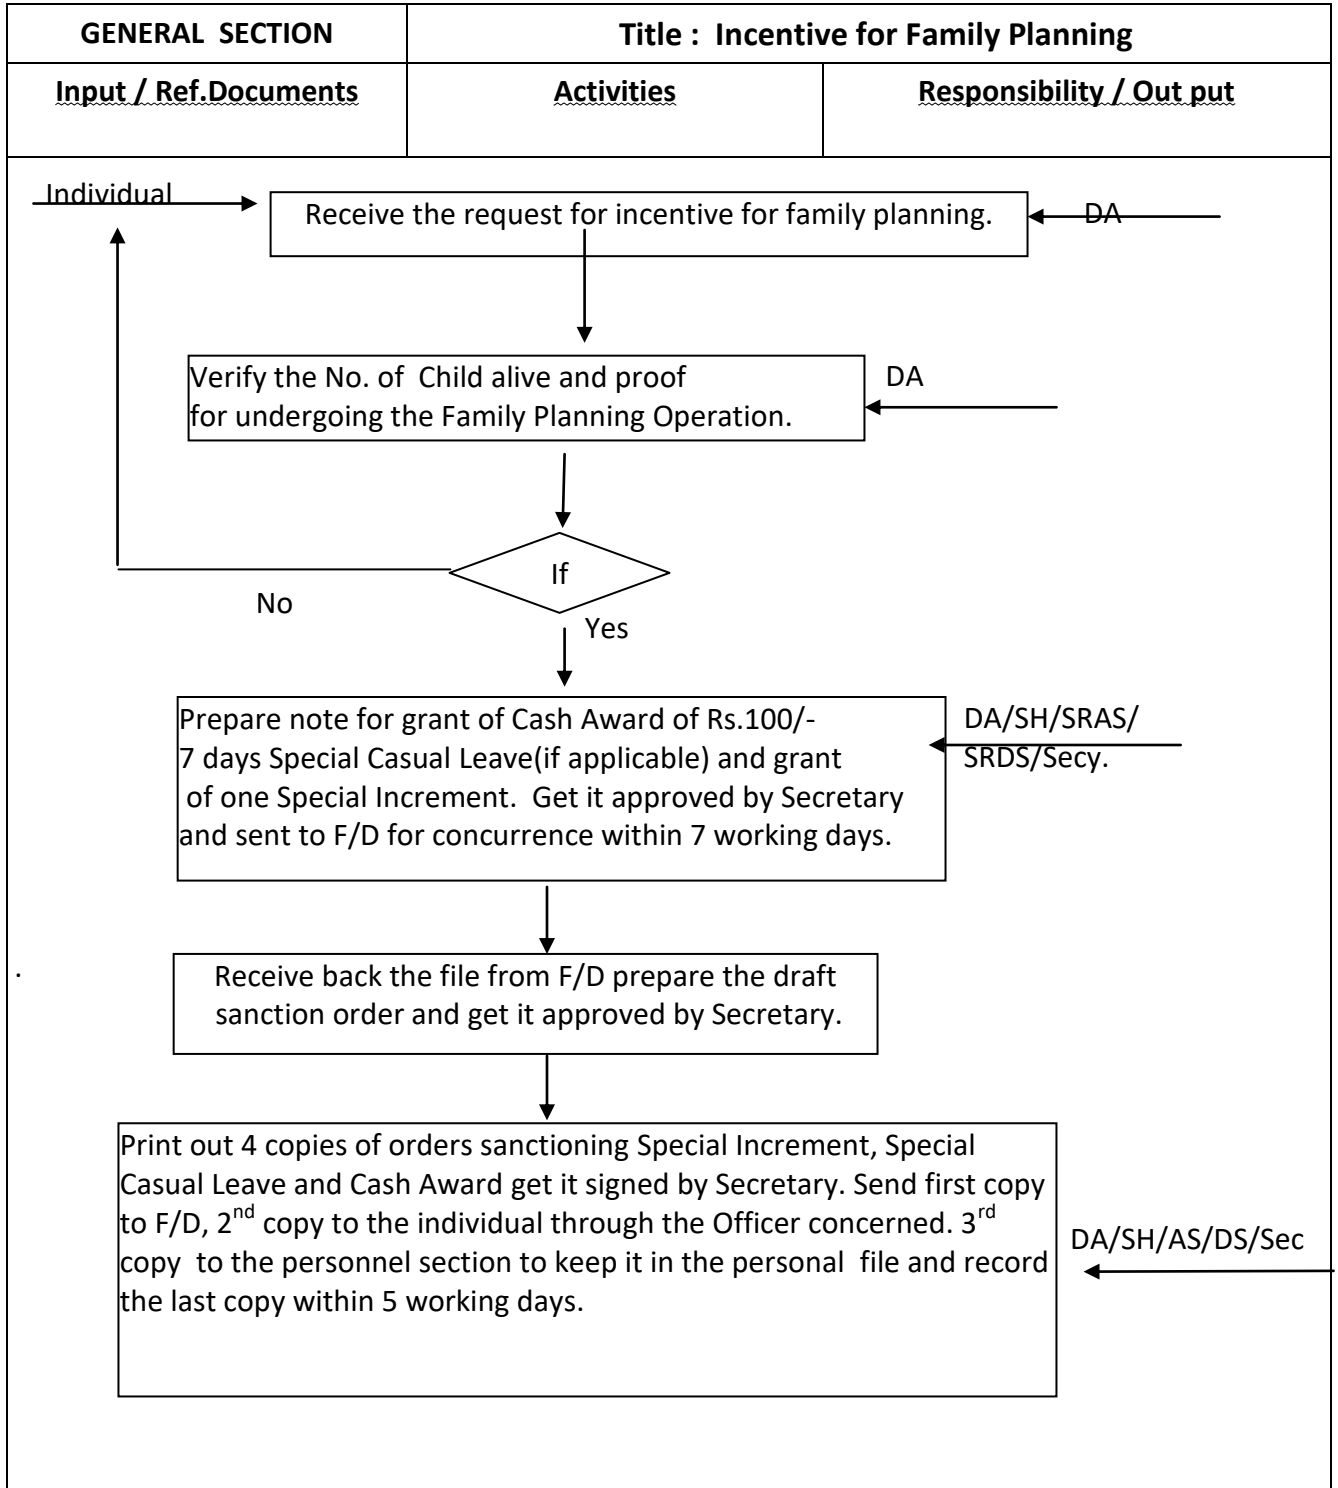 GENERAL SECTION
Title : Incentive for Family Planning
Input / Ref.Documents
Activities
Responsibility / Out put
Individual
Receive the request for incentive for family planning.
DA
Verify the No. of Child alive and proof
for undergoing the Family Planning Operation.
DA
If
No
Yes
Prepare note for grant of Cash Award of Rs.100/-
7 days Special Casual Leave(if applicable) and grant
of one Special Increment. Get it approved by Secretary
and sent to F/D for concurrence within 7 working days.
DA/SH/SRAS/
SRDS/Secy.
.
Receive back the file from F/D prepare the draft
sanction order and get it approved by Secretary.
Print out 4 copies of orders sanctioning Special Increment, Special
Casual Leave and Cash Award get it signed by Secretary. Send first copy
to F/D, 2nd copy to the individual through the Officer concerned. 3rd
copy to the personnel section to keep it in the personal file and record
the last copy within 5 working days.
DA/SH/AS/DS/Sec